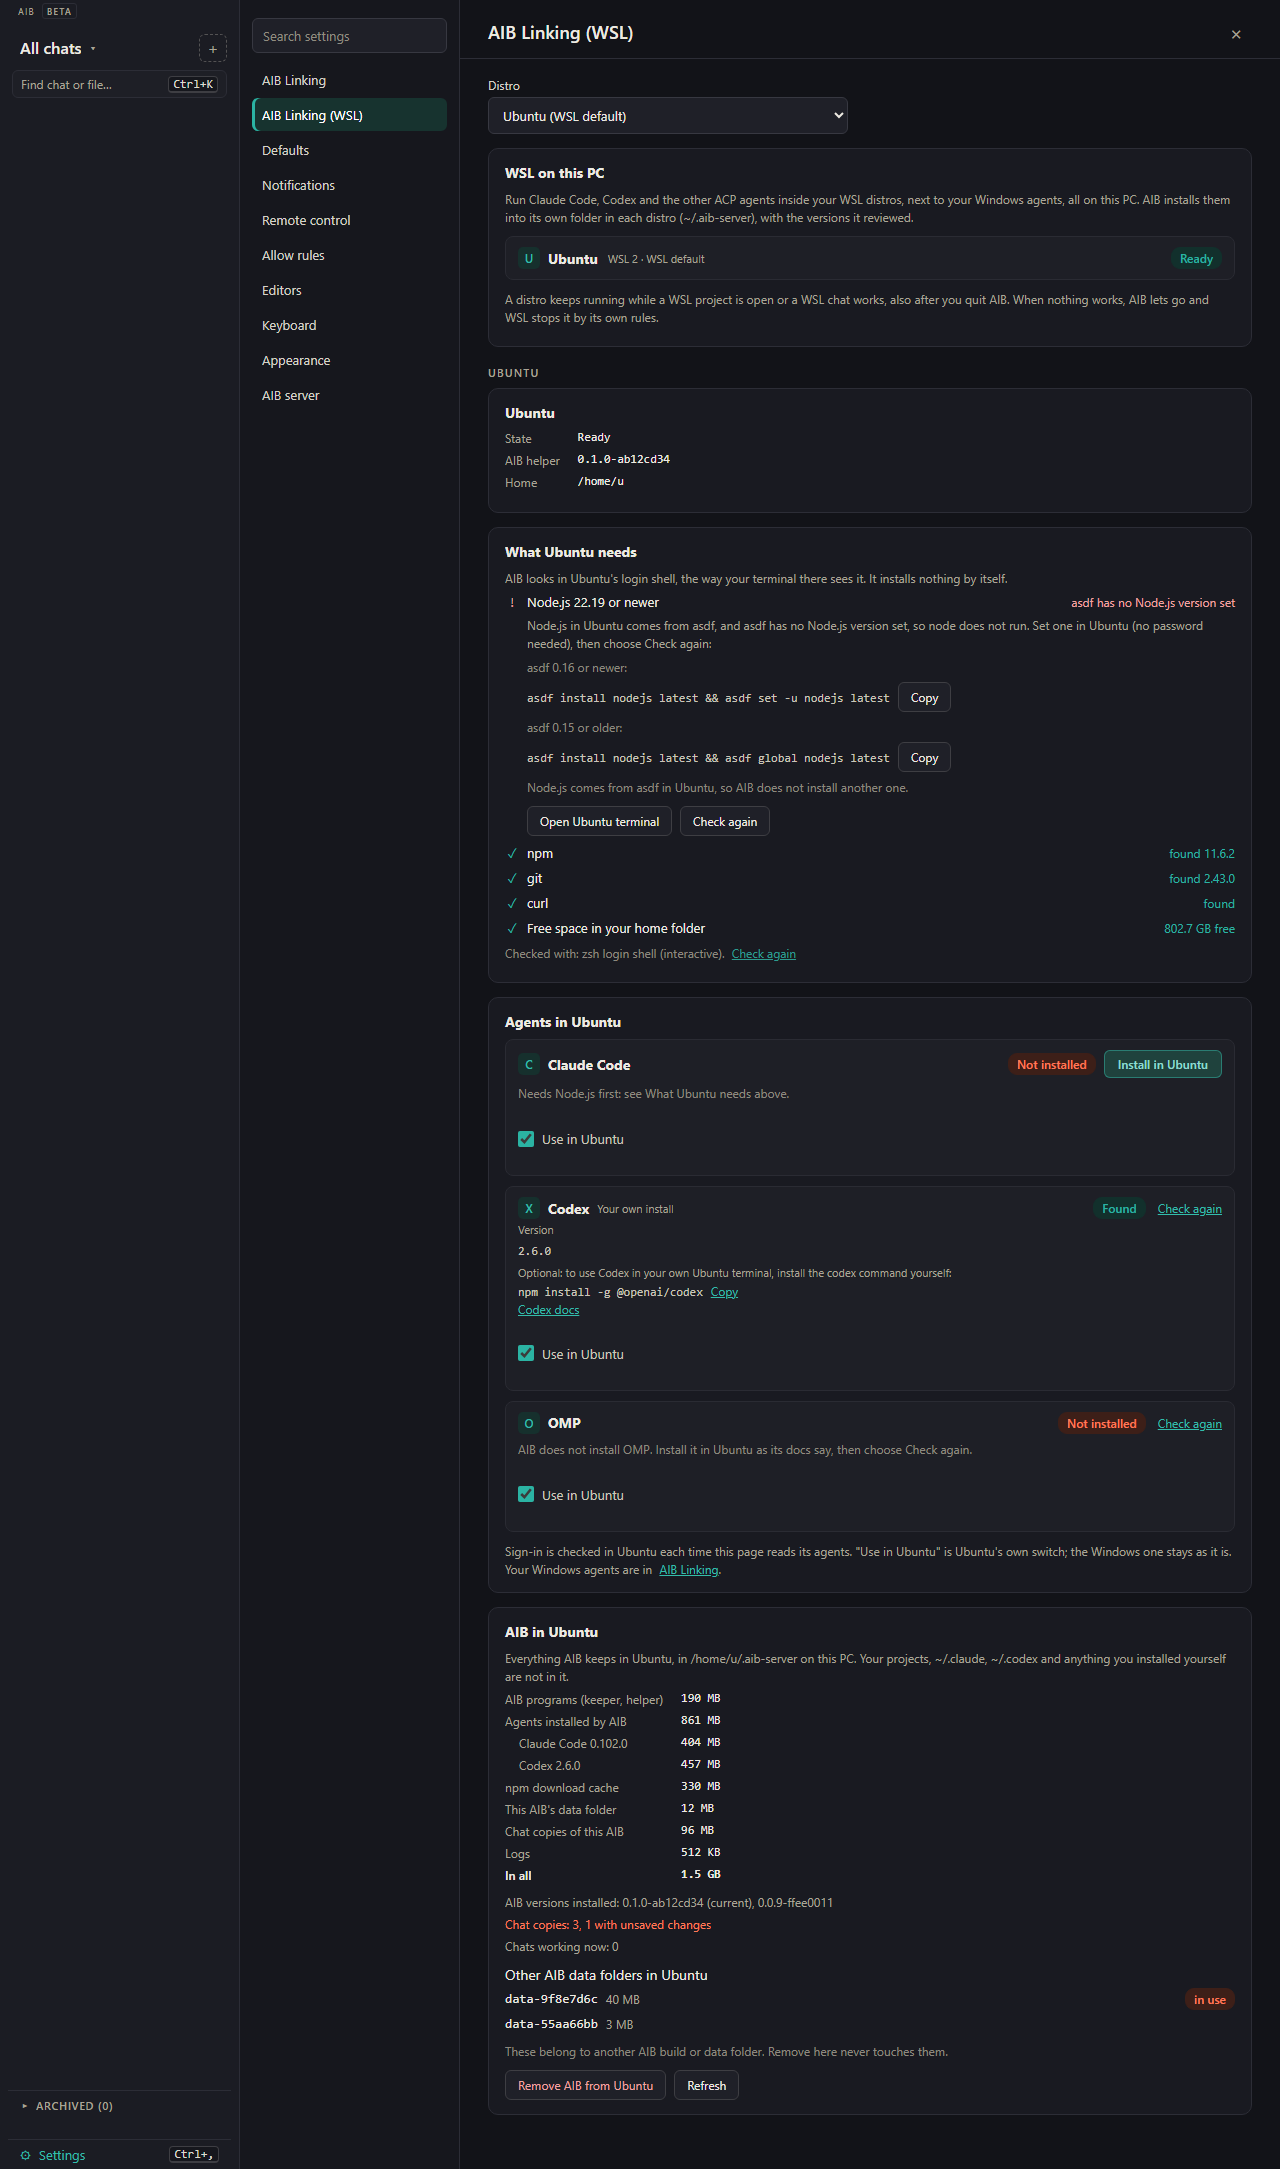 AIB BETA
All chats
+
Find chat or file... Ctrl+K
ARCHIVED (0)
Settings Ctrl+,
Search settings
AIB Linking
AIB Linking (WSL)
Defaults
Notifications
Remote control
Allow rules
Editors
Keyboard
Appearance
AIB server
AIB Linking (WSL) ×
Distro
Ubuntu (WSL default)
WSL on this PC
Run Claude Code, Codex and the other ACP agents inside your WSL distros, next to your Windows agents, all on this PC. AIB installs them
into its own folder in each distro (~/.aib-server), with the versions it reviewed.
U Ubuntu WSL 2 · WSL default Ready
A distro keeps running while a WSL project is open or a WSL chat works, also after you quit AIB. When nothing works, AIB lets go and
WSL stops it by its own rules.
UBUNTU
Ubuntu
State Ready
AIB helper 0.1.0-ab12cd34
Home /home/u
What Ubuntu needs
AIB looks in Ubuntu's login shell, the way your terminal there sees it. It installs nothing by itself.
! Node.js 22.19 or newer asdf has no Node.js version set
Node.js in Ubuntu comes from asdf, and asdf has no Node.js version set, so node does not run. Set one in Ubuntu (no password
needed), then choose Check again:
asdf 0.16 or newer:
asdf install nodejs latest && asdf set -u nodejs latest Copy
asdf 0.15 or older:
asdf install nodejs latest && asdf global nodejs latest Copy
Node.js comes from asdf in Ubuntu, so AIB does not install another one.
Open Ubuntu terminal Check again
✓ npm found 11.6.2
✓ git found 2.43.0
✓ curl found
✓ Free space in your home folder 802.7 GB free
Checked with: zsh login shell (interactive). Check again
Agents in Ubuntu
C Claude Code Not installed Install in Ubuntu
Needs Node.js first: see What Ubuntu needs above.
Use in Ubuntu
X Codex Your own install Found Check again
Version
2.6.0
Optional: to use Codex in your own Ubuntu terminal, install the codex command yourself:
npm install -g @openai/codex Copy
Codex docs
Use in Ubuntu
O OMP Not installed Check again
AIB does not install OMP. Install it in Ubuntu as its docs say, then choose Check again.
Use in Ubuntu
Sign-in is checked in Ubuntu each time this page reads its agents. "Use in Ubuntu" is Ubuntu's own switch; the Windows one stays as it is.
Your Windows agents are in AIB Linking.
AIB in Ubuntu
Everything AIB keeps in Ubuntu, in /home/u/.aib-server on this PC. Your projects, ~/.claude, ~/.codex and anything you installed yourself
are not in it.
AIB programs (keeper, helper) 190 MB
Agents installed by AIB 861 MB
Claude Code 0.102.0 404 MB
Codex 2.6.0 457 MB
npm download cache 330 MB
This AIB's data folder 12 MB
Chat copies of this AIB 96 MB
Logs 512 KB
In all 1.5 GB
AIB versions installed: 0.1.0-ab12cd34 (current), 0.0.9-ffee0011
Chat copies: 3, 1 with unsaved changes
Chats working now: 0
Other AIB data folders in Ubuntu
data-9f8e7d6c 40 MB in use
data-55aa66bb 3 MB
These belong to another AIB build or data folder. Remove here never touches them.
Remove AIB from Ubuntu Refresh